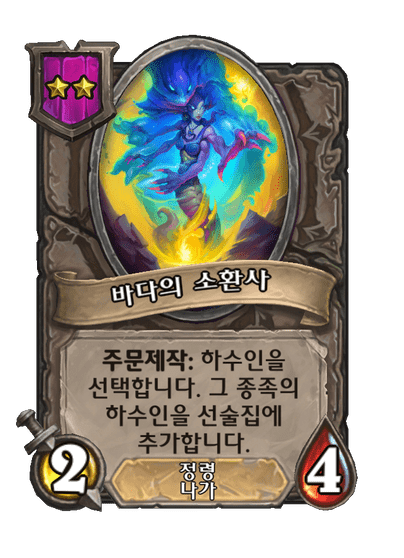 바다의 소환사
주문제작: 하수인을
선택합니다. 그 종족의
하수인을 선술집에
추가합니다.
정령
나가
2
4